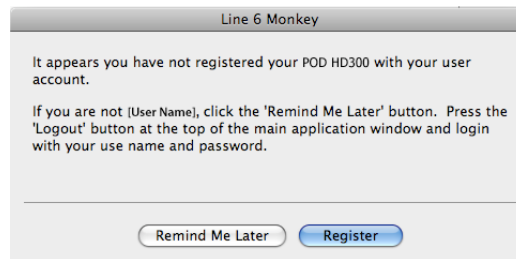 Line 6 Monkey
It appears you have not registered your POD HD300 with your user
account.
If you are not [User Name], click the 'Remind Me Later' button. Press the
'Logout' button at the top of the main application window and login
with your use name and password.
Remind Me Later
Register